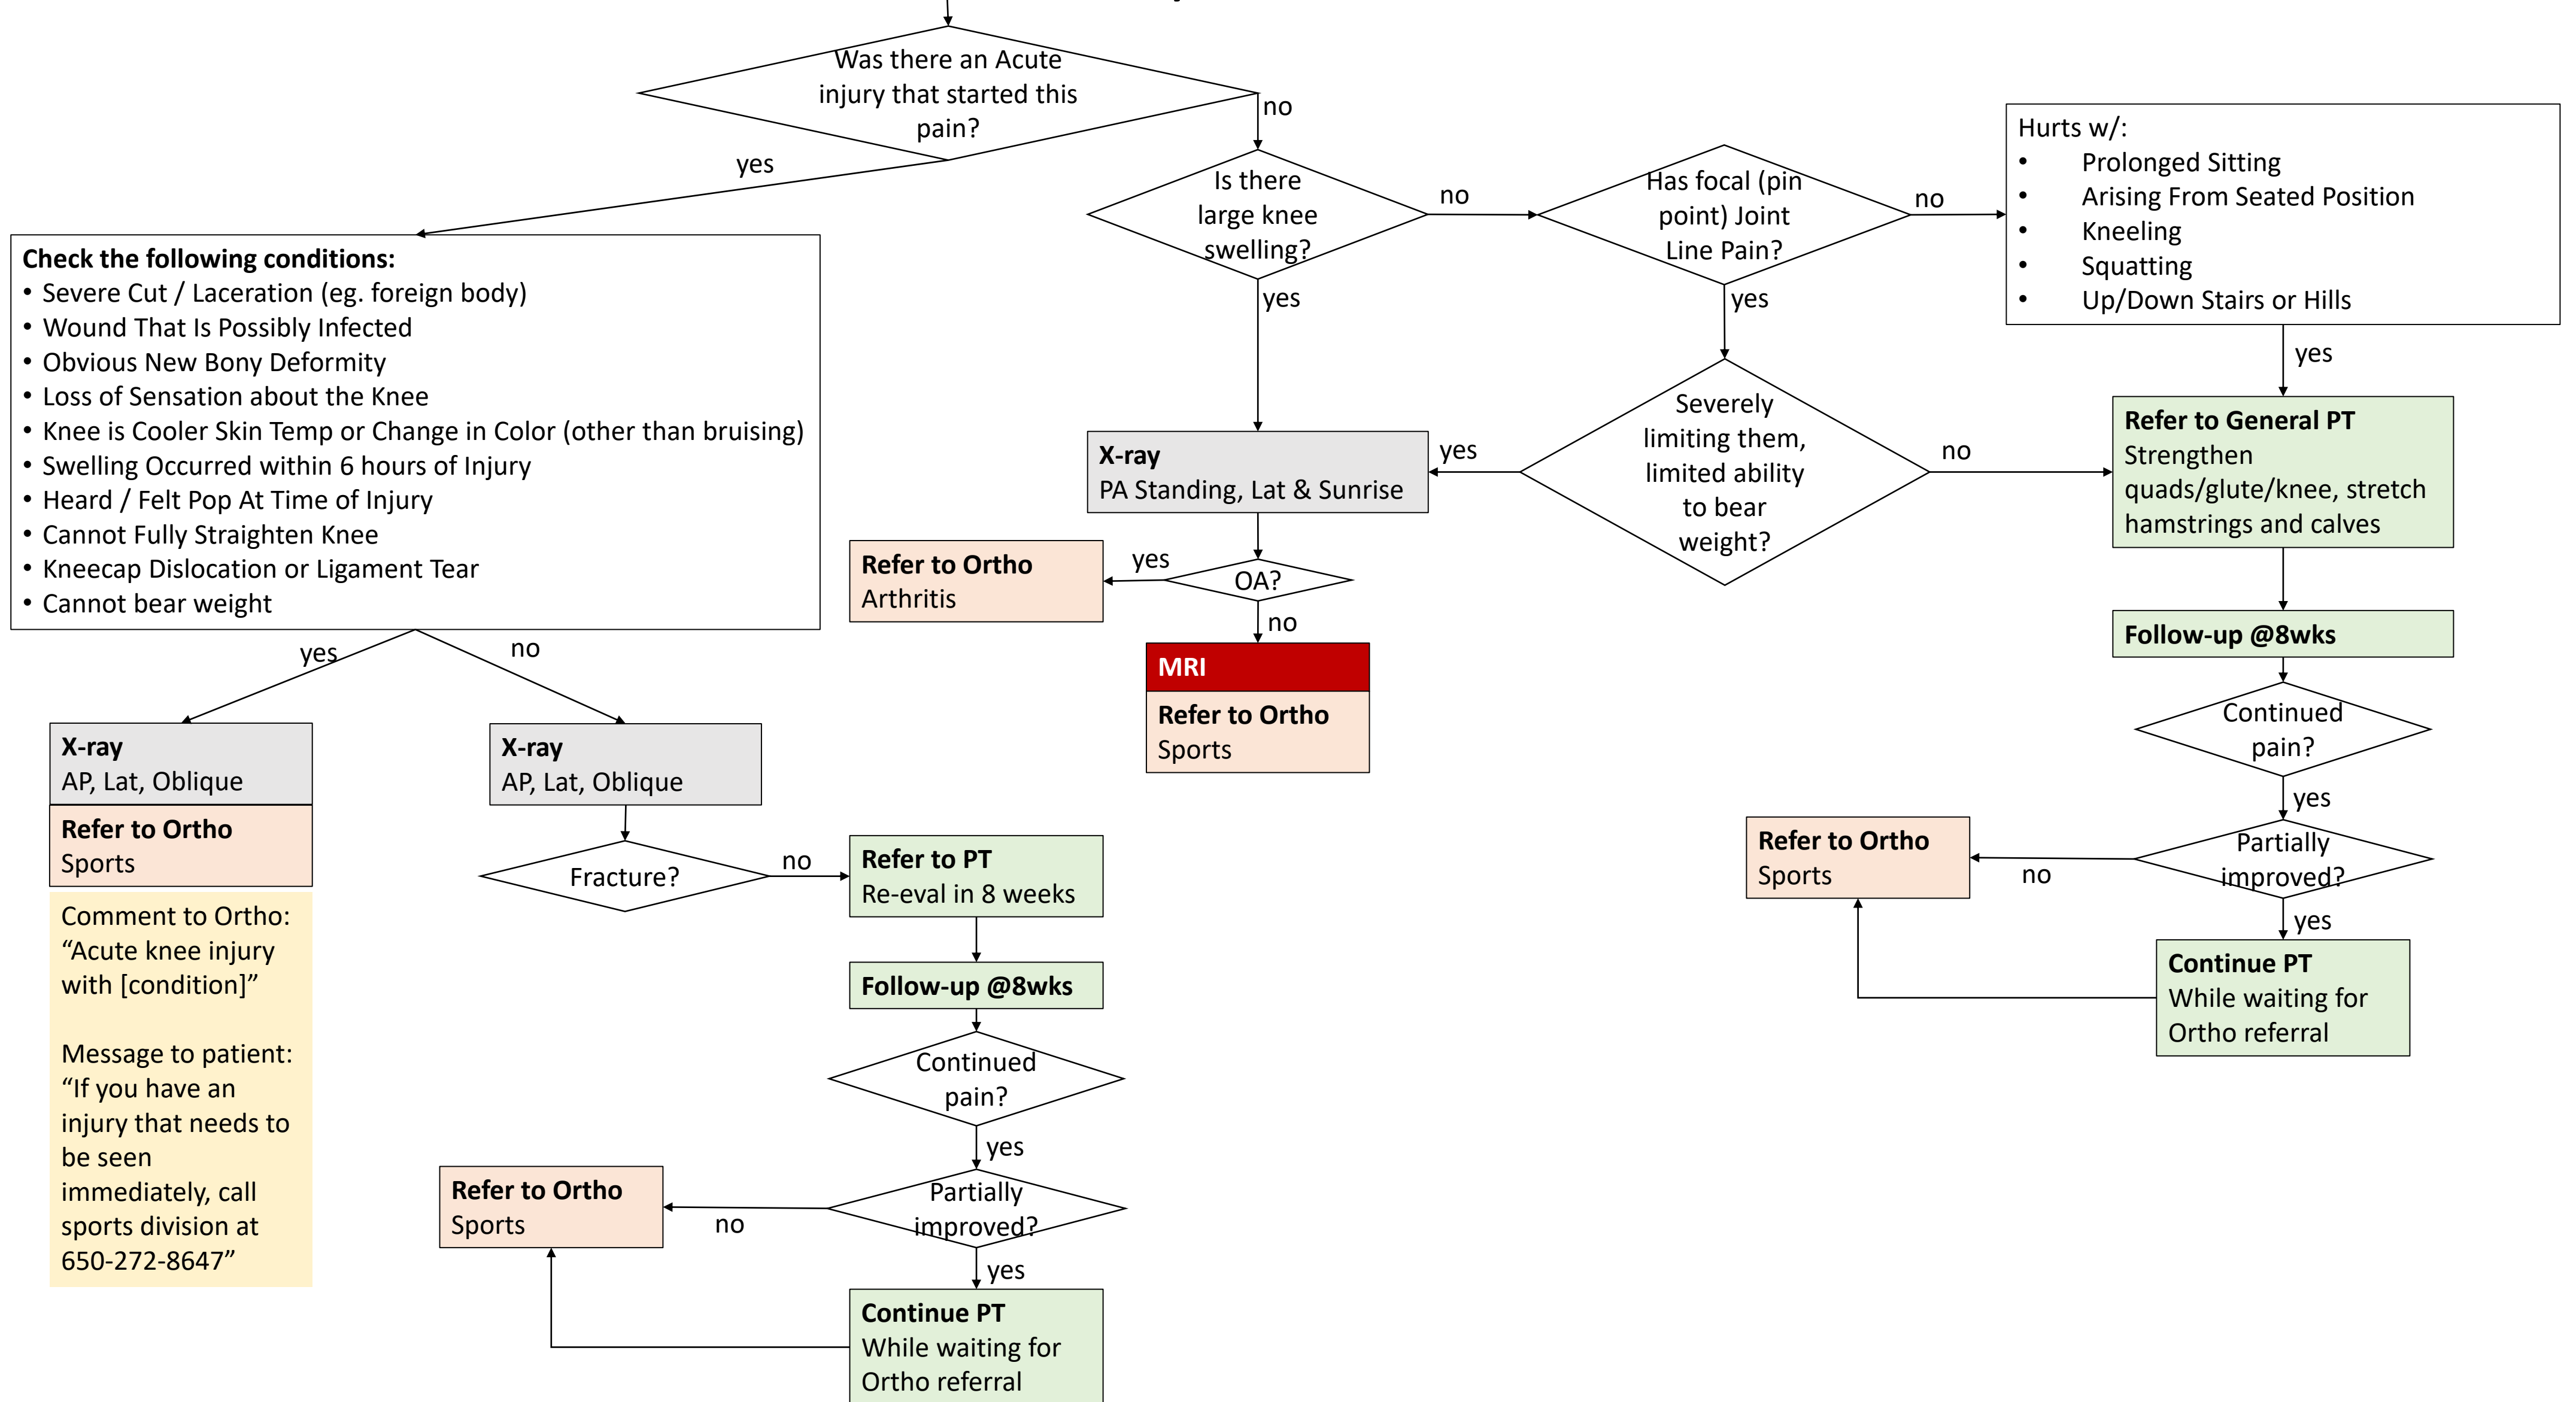 Was there an Acute
injury that started this
pain?
no
yes
Is there
large knee
swelling?
no
yes
Has focal (pin
point) Joint
Line Pain?
no
yes
Hurts w/:
• Prolonged Sitting
• Arising From Seated Position
• Kneeling
• Squatting
• Up/Down Stairs or Hills
yes
Check the following conditions:
• Severe Cut / Laceration (eg. foreign body)
• Wound That Is Possibly Infected
• Obvious New Bony Deformity
• Loss of Sensation about the Knee
• Knee is Cooler Skin Temp or Change in Color (other than bruising)
• Swelling Occurred within 6 hours of Injury
• Heard / Felt Pop At Time of Injury
• Cannot Fully Straighten Knee
• Kneecap Dislocation or Ligament Tear
• Cannot bear weight
yes
no
X-ray
PA Standing, Lat & Sunrise
yes
Severely
limiting them,
limited ability
to bear
weight?
no
Refer to General PT
Strengthen
quads/glute/knee, stretch
hamstrings and calves
Refer to Ortho
Arthritis
yes
OA?
no
MRI
Refer to Ortho
Sports
Follow-up @8wks
Continued
pain?
yes
Partially
improved?
no
yes
Refer to Ortho
Sports
Continue PT
While waiting for
Ortho referral
X-ray
AP, Lat, Oblique
Refer to Ortho
Sports
Comment to Ortho:
“Acute knee injury
with [condition]”
Message to patient:
“If you have an
injury that needs to
be seen
immediately, call
sports division at
650-272-8647”
X-ray
AP, Lat, Oblique
Fracture?
no
Refer to PT
Re-eval in 8 weeks
Follow-up @8wks
Continued
pain?
yes
Partially
improved?
no
yes
Refer to Ortho
Sports
Continue PT
While waiting for
Ortho referral